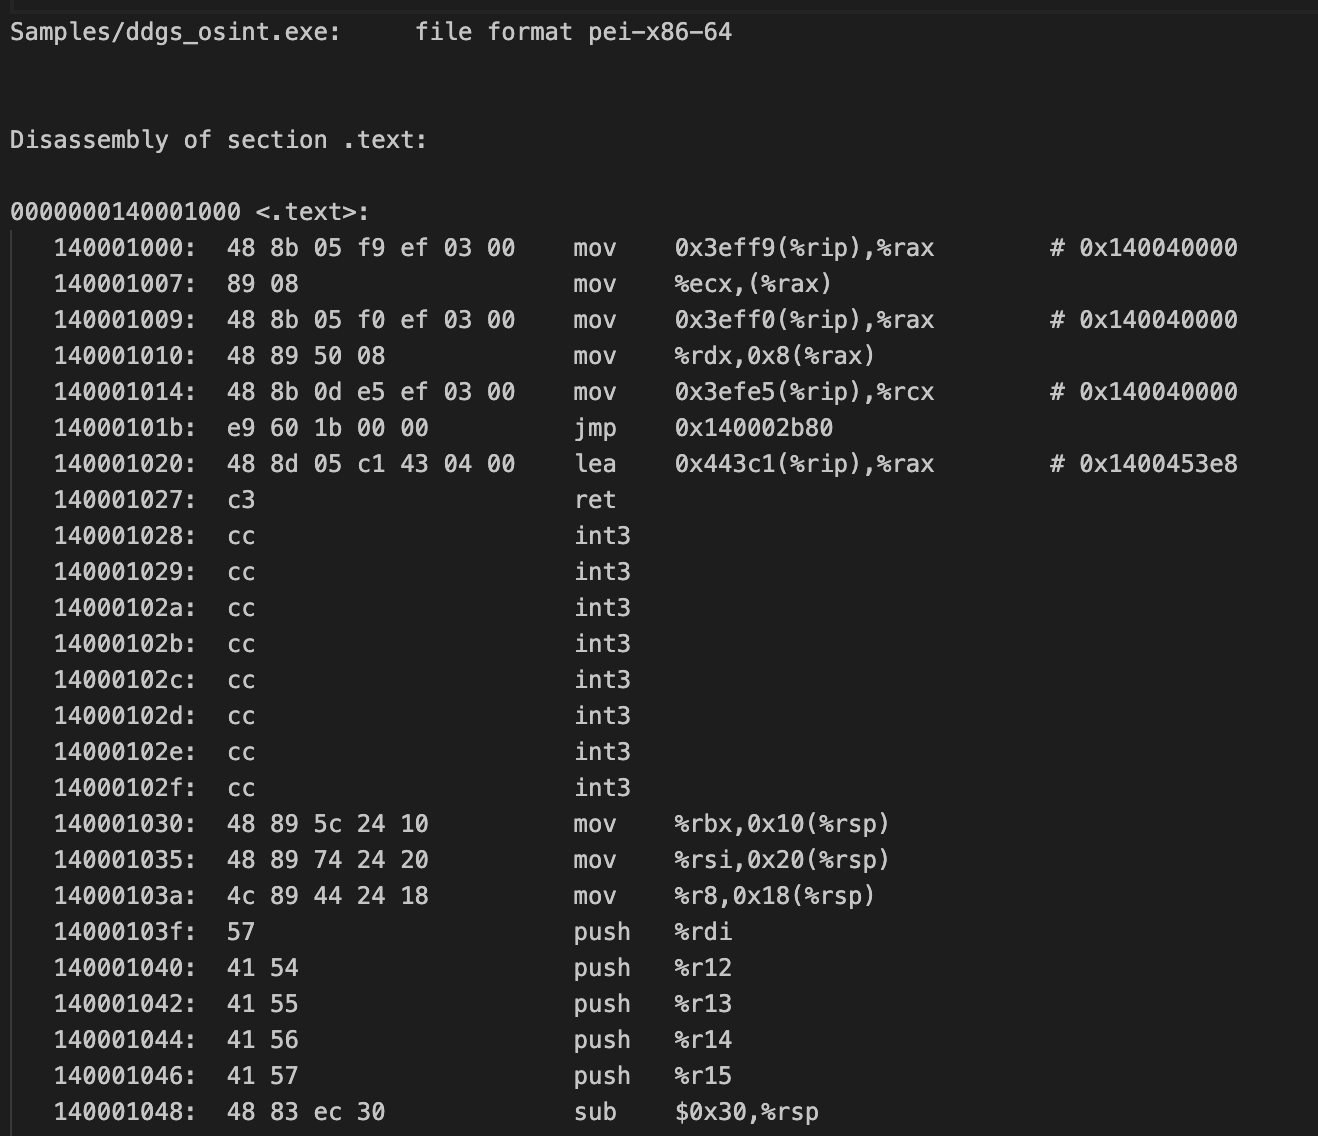 Samples/ddgs_osint.exe:     file format pei-x86-64
Disassembly of section .text:
0000000140001000 <.text>:
   140001000:  48 8b 05 f9 ef 03 00    mov    0x3eff9(%rip),%rax        # 0x140040000
   140001007:  89 08                   mov    %ecx,(%rax)
   140001009:  48 8b 05 f0 ef 03 00    mov    0x3eff0(%rip),%rax        # 0x140040000
   140001010:  48 89 50 08             mov    %rdx,0x8(%rax)
   140001014:  48 8b 0d e5 ef 03 00    mov    0x3efe5(%rip),%rcx        # 0x140040000
   14000101b:  e9 60 1b 00 00          jmp    0x140002b80
   140001020:  48 8d 05 c1 43 04 00    lea    0x443c1(%rip),%rax        # 0x1400453e8
   140001027:  c3                      ret
   140001028:  cc                      int3
   140001029:  cc                      int3
   14000102a:  cc                      int3
   14000102b:  cc                      int3
   14000102c:  cc                      int3
   14000102d:  cc                      int3
   14000102e:  cc                      int3
   14000102f:  cc                      int3
   140001030:  48 89 5c 24 10          mov    %rbx,0x10(%rsp)
   140001035:  48 89 74 24 20          mov    %rsi,0x20(%rsp)
   14000103a:  4c 89 44 24 18          mov    %r8,0x18(%rsp)
   14000103f:  57                      push   %rdi
   140001040:  41 54                   push   %r12
   140001042:  41 55                   push   %r13
   140001044:  41 56                   push   %r14
   140001046:  41 57                   push   %r15
   140001048:  48 83 ec 30             sub    $0x30,%rsp